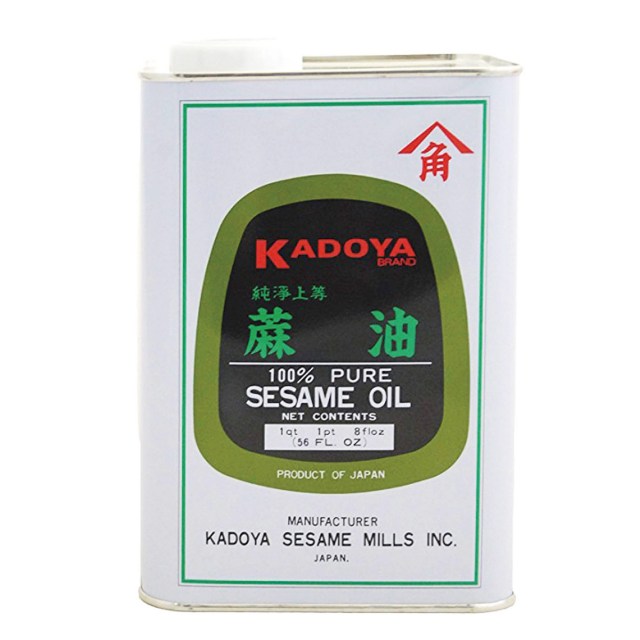 角
KADOYA
BRAND
純淨上等
蔴油
100% PURE
SESAME OIL
NET CONTENTS
1qt 1pt 8floz
(56 FL. OZ)
PRODUCT OF JAPAN
MANUFACTURER
KADOYA SESAME MILLS INC.
JAPAN.